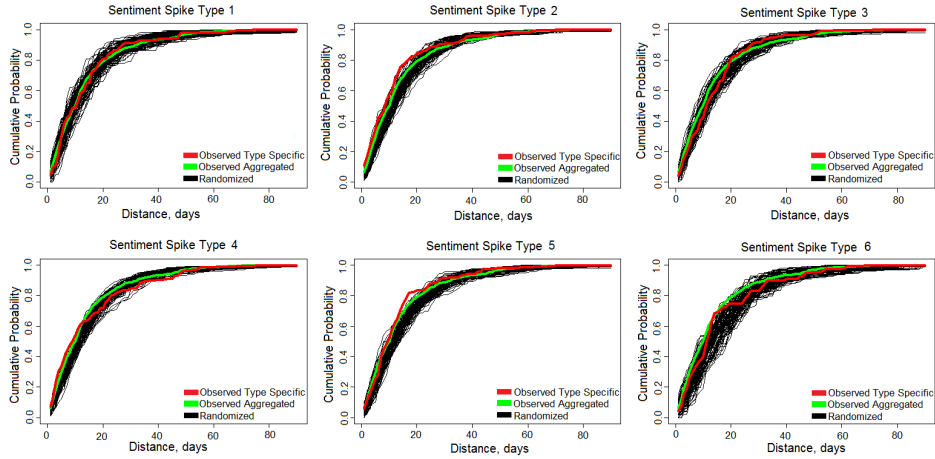 Sentiment Spike Type 1
Cumulative Probability
0.0 0.2 0.4 0.6 0.8 1.0
Observed Type Specific
Observed Aggregated
Randomized
0 20 40 60 80
Distance, days
Sentiment Spike Type 2
Cumulative Probability
0.0 0.2 0.4 0.6 0.8 1.0
Observed Type Specific
Observed Aggregated
Randomized
0 20 40 60 80
Distance, days
Sentiment Spike Type 3
Cumulative Probability
0.0 0.2 0.4 0.6 0.8 1.0
Observed Type Specific
Observed Aggregated
Randomized
0 20 40 60 80
Distance, days
Sentiment Spike Type 4
Cumulative Probability
0.0 0.2 0.4 0.6 0.8 1.0
Observed Type Specific
Observed Aggregated
Randomized
0 20 40 60 80
Distance, days
Sentiment Spike Type 5
Cumulative Probability
0.0 0.2 0.4 0.6 0.8 1.0
Observed Type Specific
Observed Aggregated
Randomized
0 20 40 60 80
Distance, days
Sentiment Spike Type 6
Cumulative Probability
0.0 0.2 0.4 0.6 0.8 1.0
Observed Type Specific
Observed Aggregated
Randomized
0 20 40 60 80
Distance, days